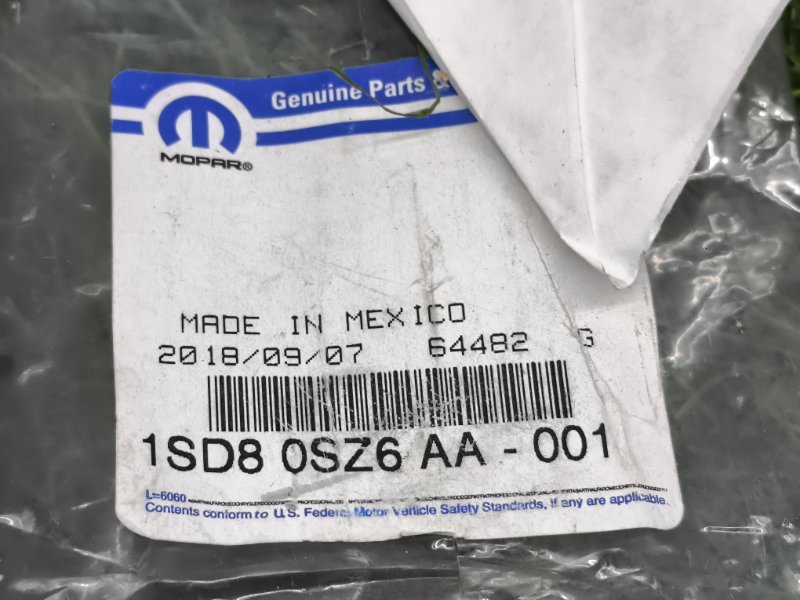 Genuine Parts &
MOPAR®
MADE IN MEXICO
2018/09/07 64482 G
1SD8 0SZ6 AA - 001
L=6060
Contents conform to U.S. Federal Motor Vehicle Safety Standards, if any are applicable.